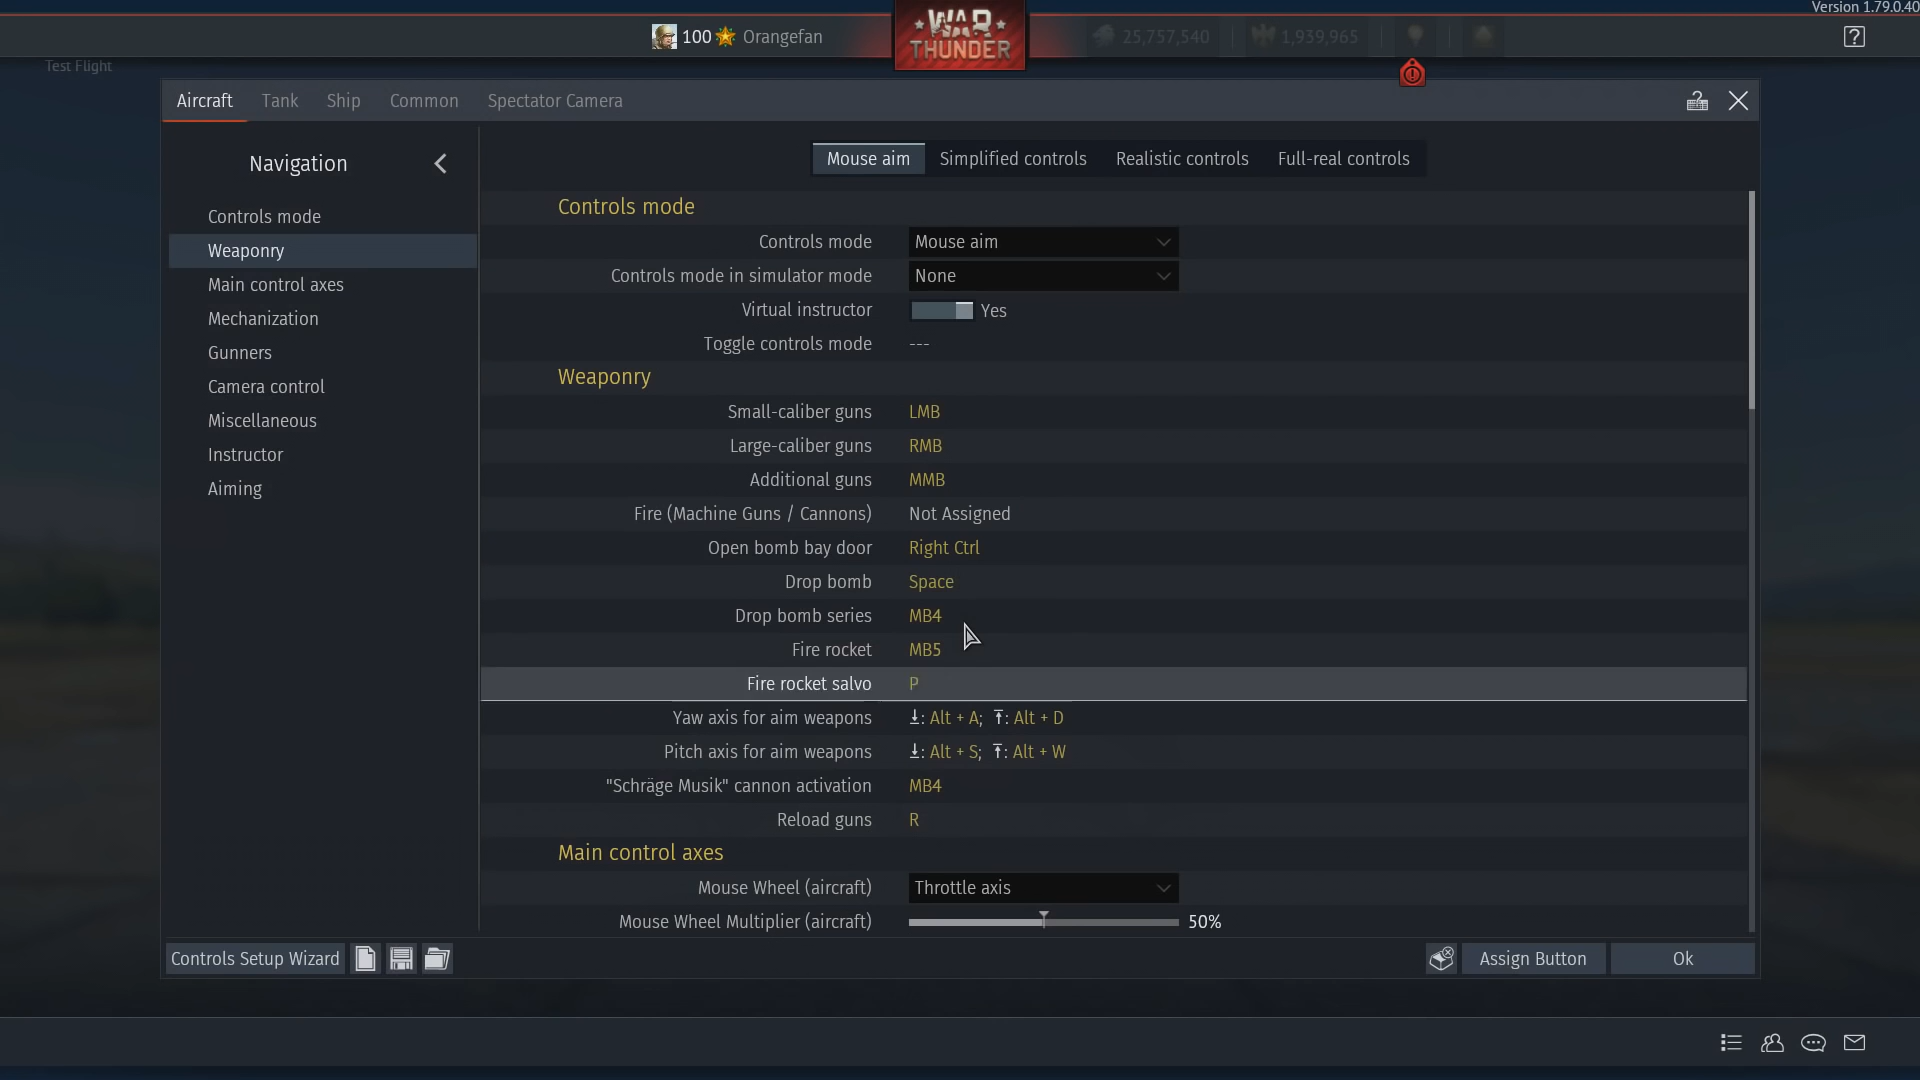 Version 1.79.0.40
100 Orangefan
WAR THUNDER
25,757,540
1,939,965
Test Flight
Aircraft Tank Ship Common Spectator Camera
Navigation
Controls mode
Weaponry
Main control axes
Mechanization
Gunners
Camera control
Miscellaneous
Instructor
Aiming
Mouse aim Simplified controls Realistic controls Full-real controls
Controls mode
Controls mode Mouse aim
Controls mode in simulator mode None
Virtual instructor Yes
Toggle controls mode ---
Weaponry
Small-caliber guns LMB
Large-caliber guns RMB
Additional guns MMB
Fire (Machine Guns / Cannons) Not Assigned
Open bomb bay door Right Ctrl
Drop bomb Space
Drop bomb series MB4
Fire rocket MB5
Fire rocket salvo P
Yaw axis for aim weapons ↓: Alt + A; ↑: Alt + D
Pitch axis for aim weapons ↓: Alt + S; ↑: Alt + W
"Schräge Musik" cannon activation MB4
Reload guns R
Main control axes
Mouse Wheel (aircraft) Throttle axis
Mouse Wheel Multiplier (aircraft) 50%
Controls Setup Wizard
Assign Button
Ok